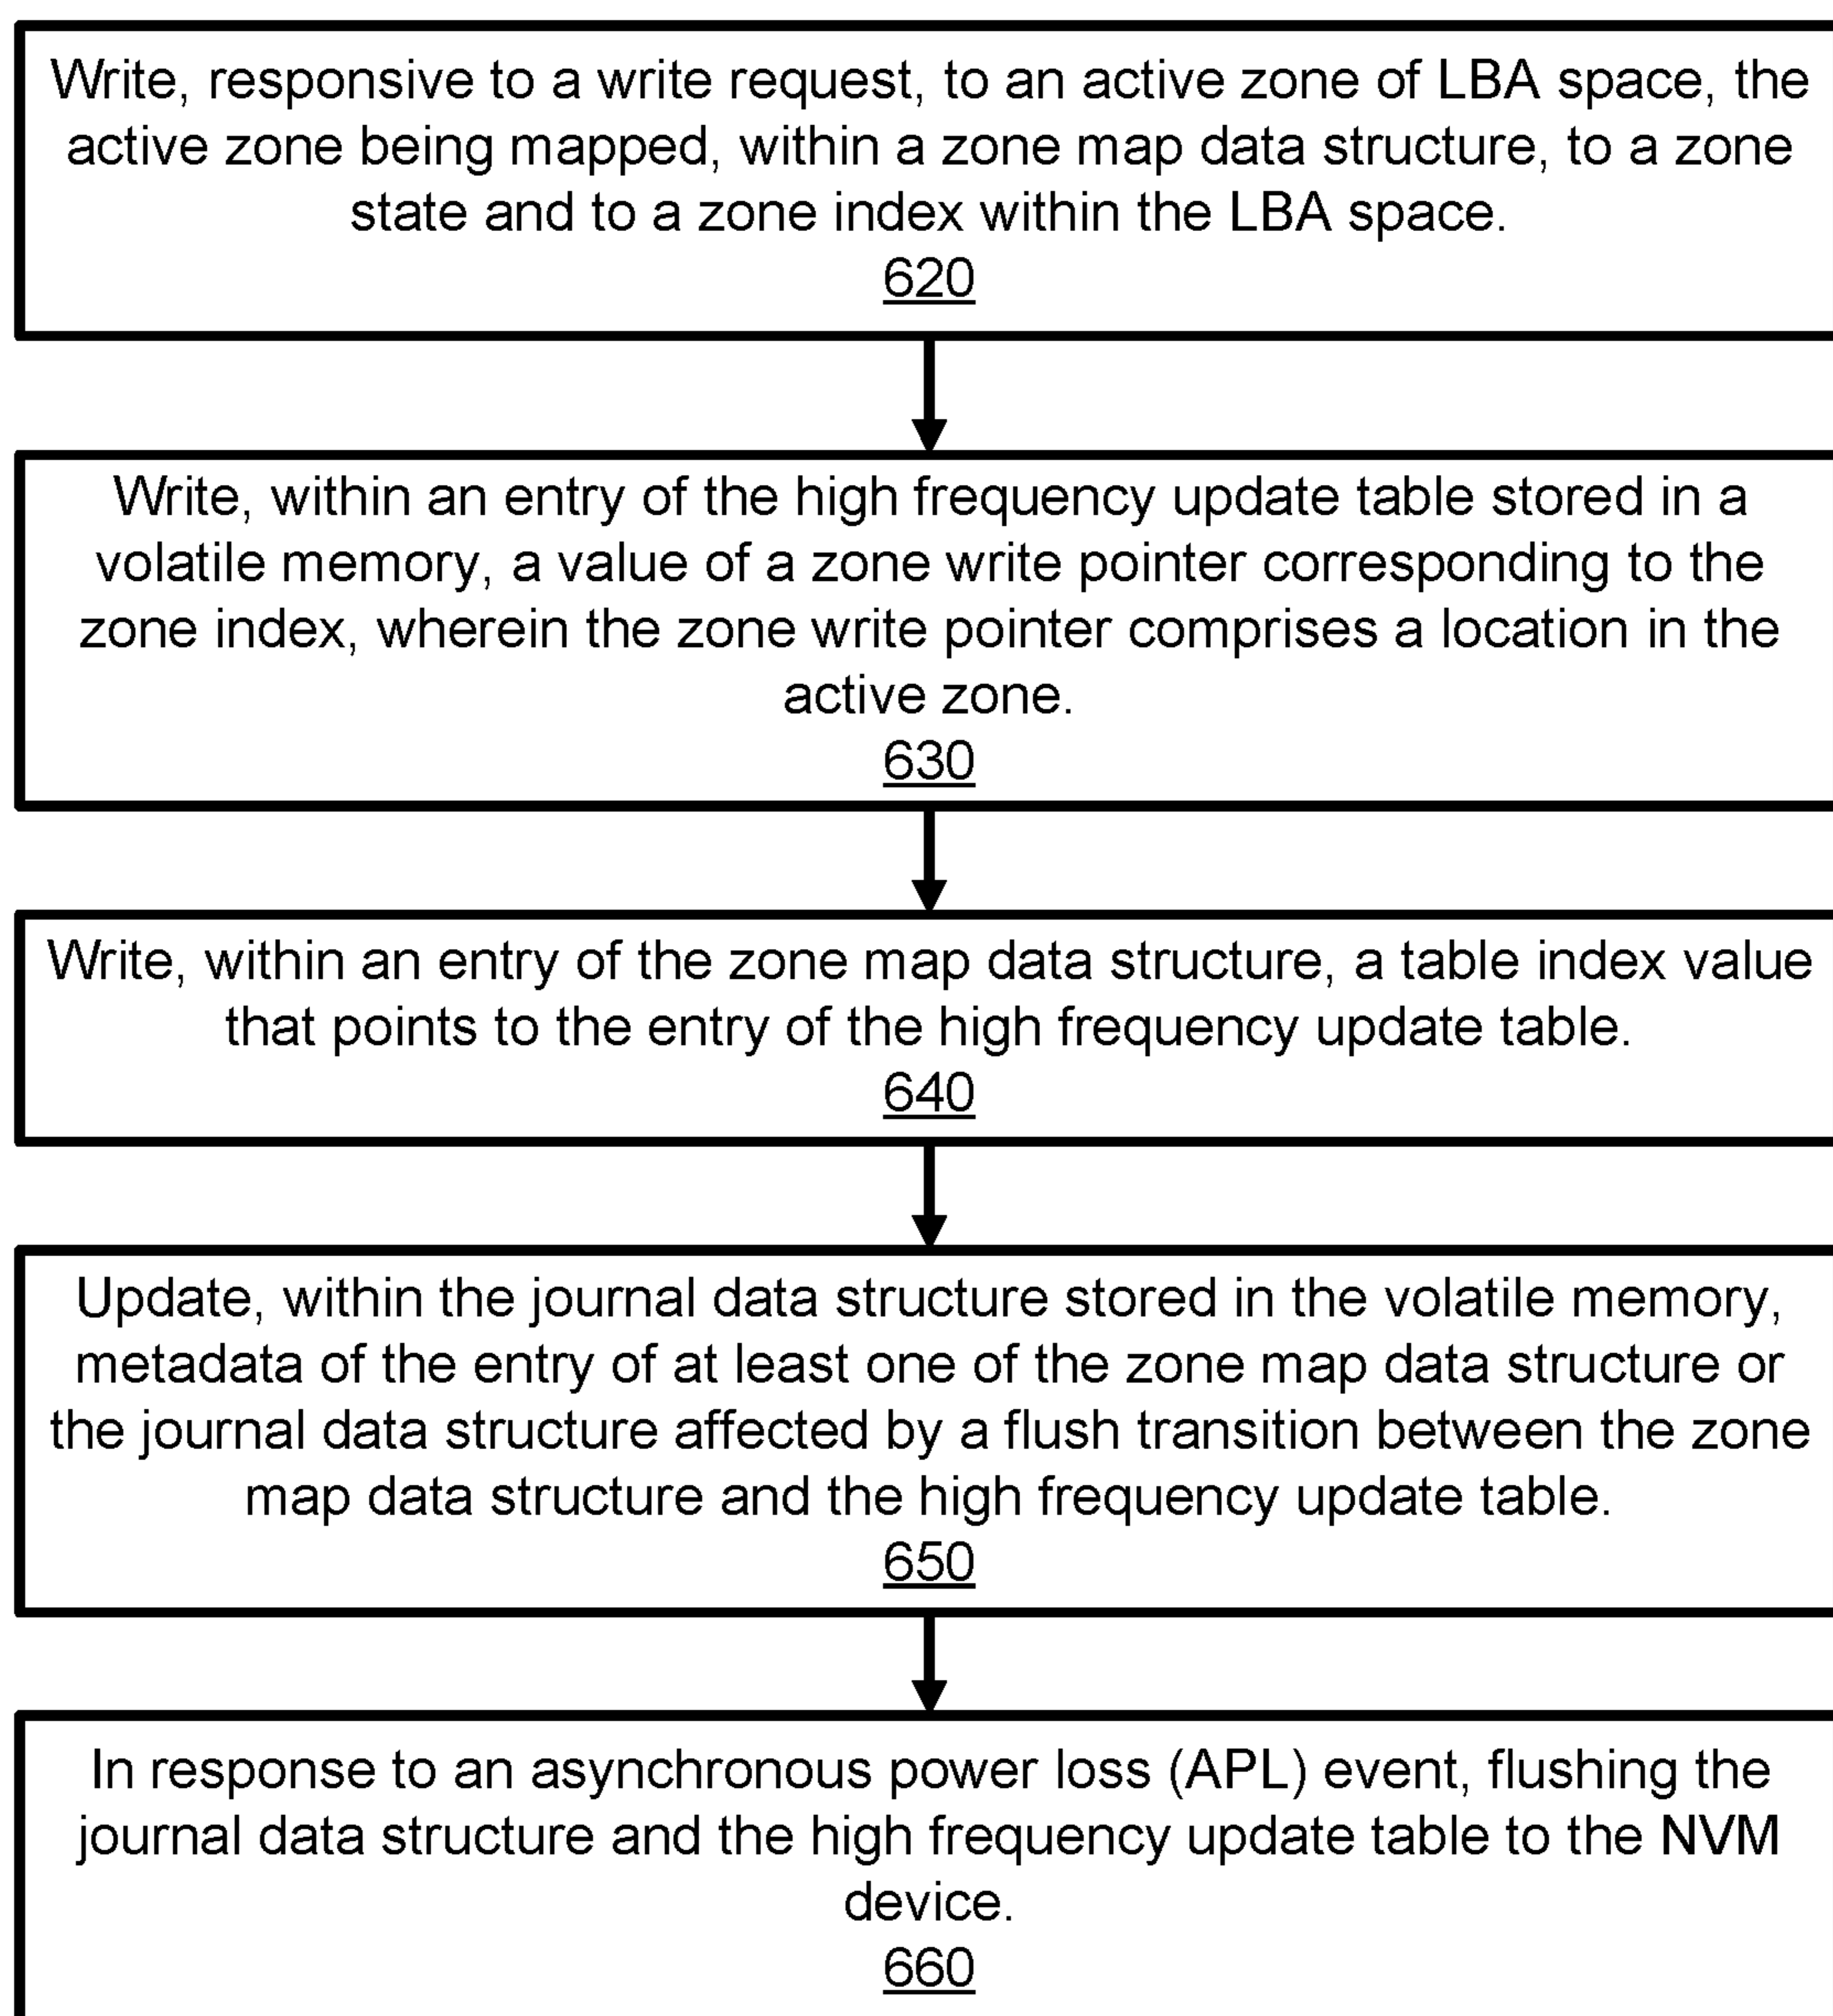 Write, responsive to a write request, to an active zone of LBA space, the
active zone being mapped, within a zone map data structure, to a zone
state and to a zone index within the LBA space.
620
Write, within an entry of the high frequency update table stored in a
volatile memory, a value of a zone write pointer corresponding to the
zone index, wherein the zone write pointer comprises a location in the
active zone.
630
Write, within an entry of the zone map data structure, a table index value
that points to the entry of the high frequency update table.
640
Update, within the journal data structure stored in the volatile memory,
metadata of the entry of at least one of the zone map data structure or
the journal data structure affected by a flush transition between the zone
map data structure and the high frequency update table.
650
In response to an asynchronous power loss (APL) event, flushing the
journal data structure and the high frequency update table to the NVM
device.
660